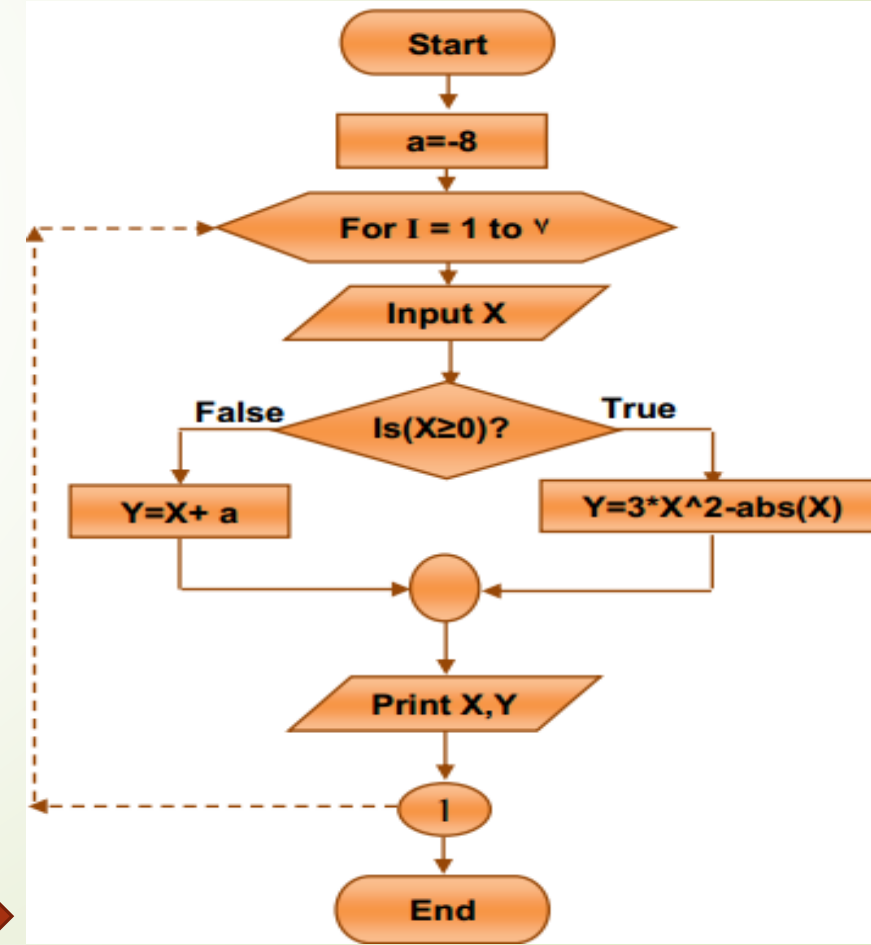 Start
a=-8
For I = 1 to ٧
Input X
False
True
Is(X≥0)?
Y=X+ a
Y=3*X^2-abs(X)
Print X,Y
I
End